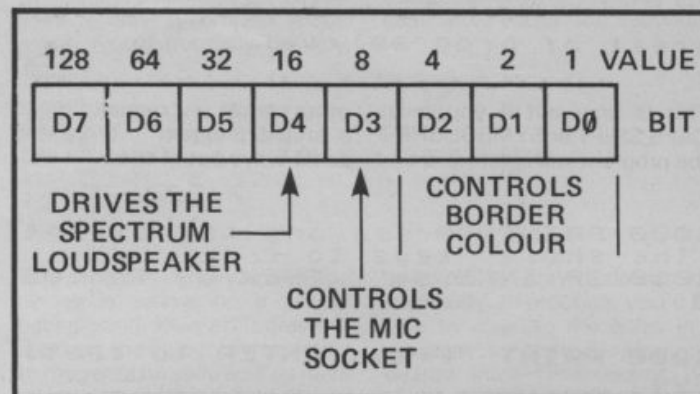 128 64 32 16 8 4 2 1 VALUE
D7 D6 D5 D4 D3 D2 D1 DØ BIT
DRIVES THE
SPECTRUM
LOUDSPEAKER
CONTROLS
BORDER
COLOUR
CONTROLS
THE MIC
SOCKET